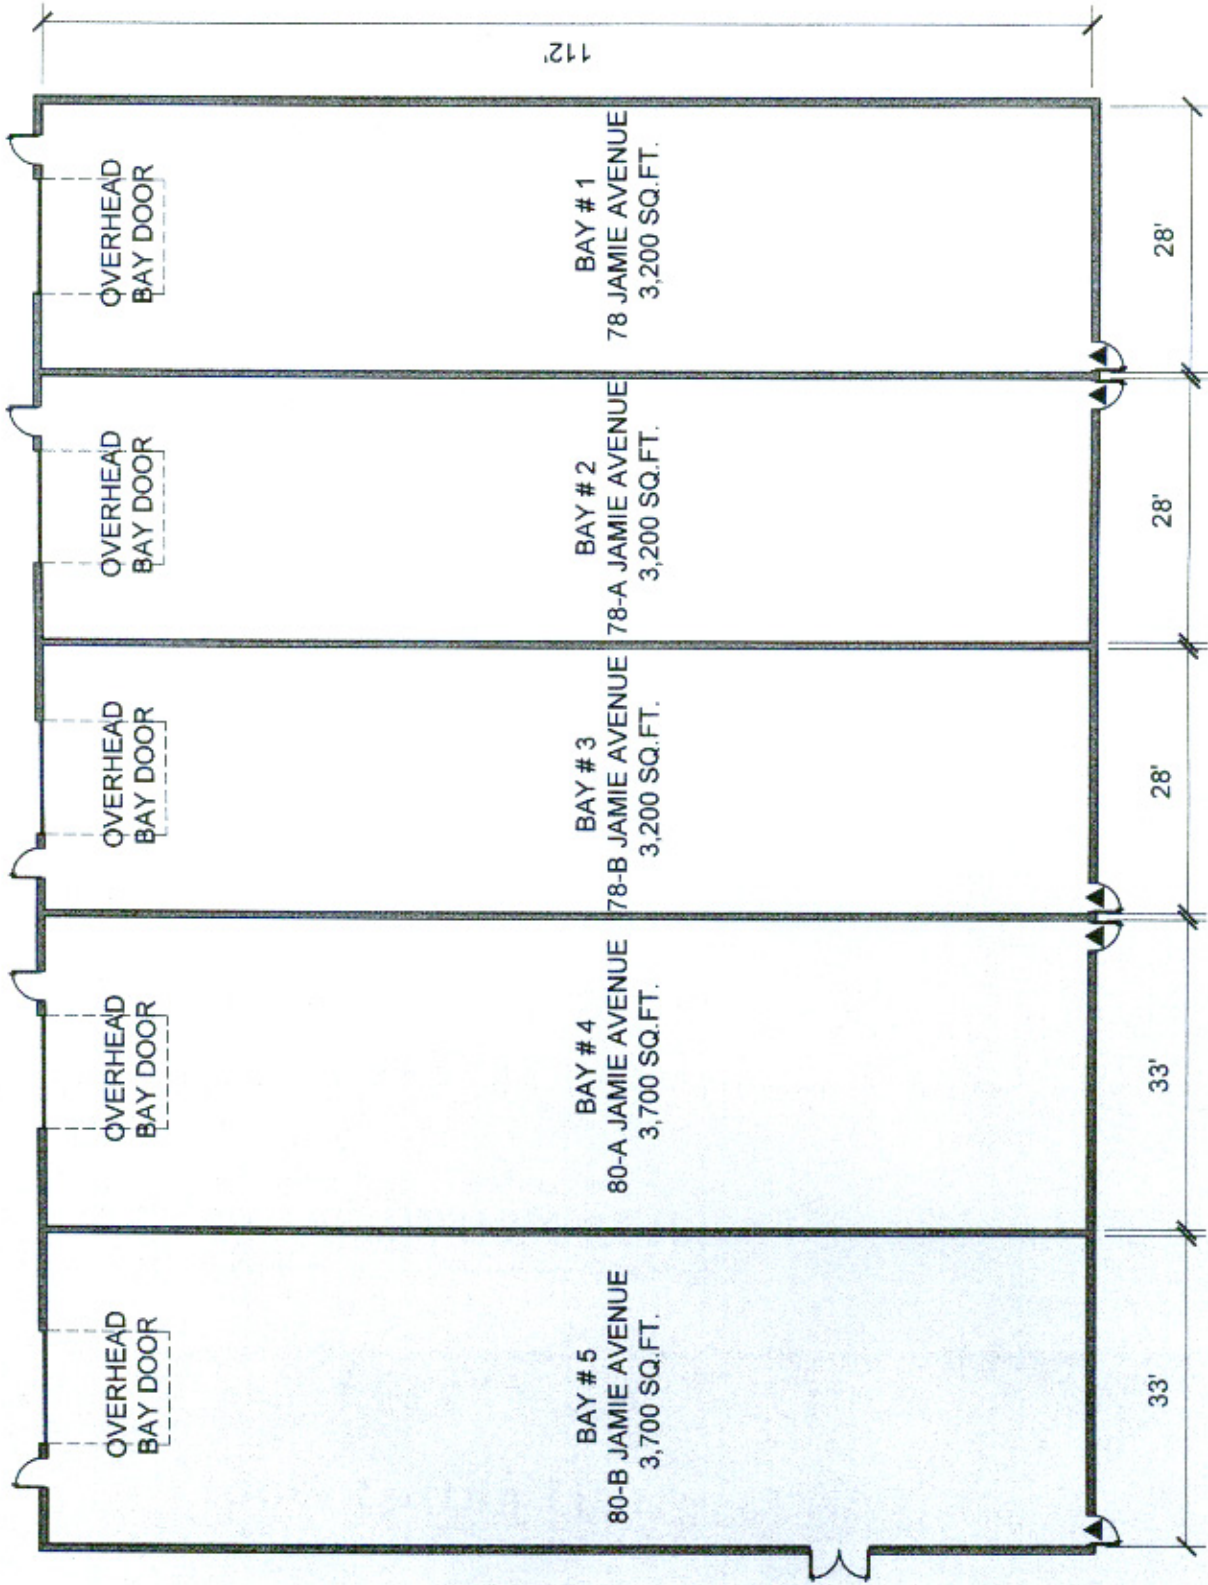 OVERHEAD
BAY DOOR
OVERHEAD
BAY DOOR
OVERHEAD
BAY DOOR
OVERHEAD
BAY DOOR
OVERHEAD
BAY DOOR
BAY # 5
80-B JAMIE AVENUE
3,700 SQ.FT.
BAY # 4
80-A JAMIE AVENUE
3,700 SQ.FT.
BAY # 3
78-B JAMIE AVENUE
3,200 SQ.FT.
BAY # 2
78-A JAMIE AVENUE
3,200 SQ.FT.
BAY # 1
78 JAMIE AVENUE
3,200 SQ.FT.
112'
33'
33'
28'
28'
28'